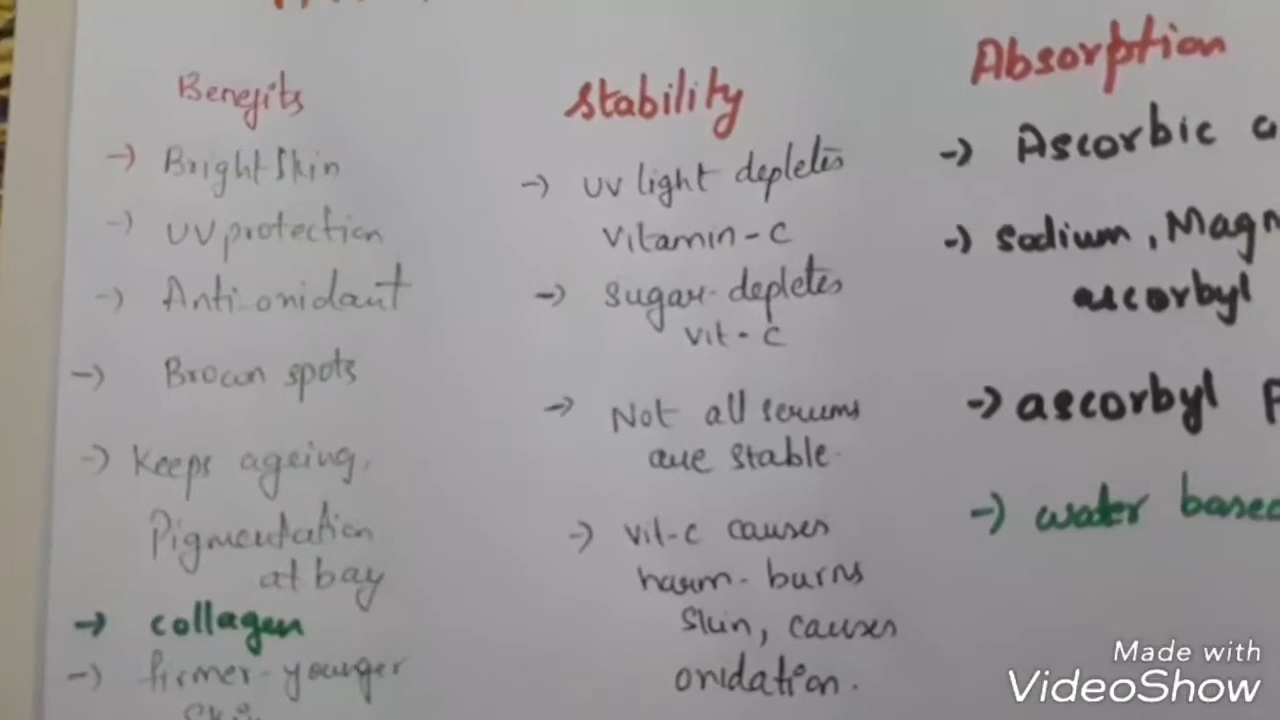 Benefits
-> Bright Skin
-> UV protection
-> Anti-onidant
-> Brown spots
-> Keeps ageing,
Pigmentation
at bay
-> collagen
-> firmer-younger
Stability
-> UV light depletes
Vitamin-C
-> Sugar-depletes
Vit-C
-> Not all serums
are stable.
-> Vit-C causes
harm-burns
Skin, causes
onidation.
Absorption
-> Ascorbic
-> Sodium, Magn
ascorbyl
-> ascorbyl
-> water based
Made with
VideoShow